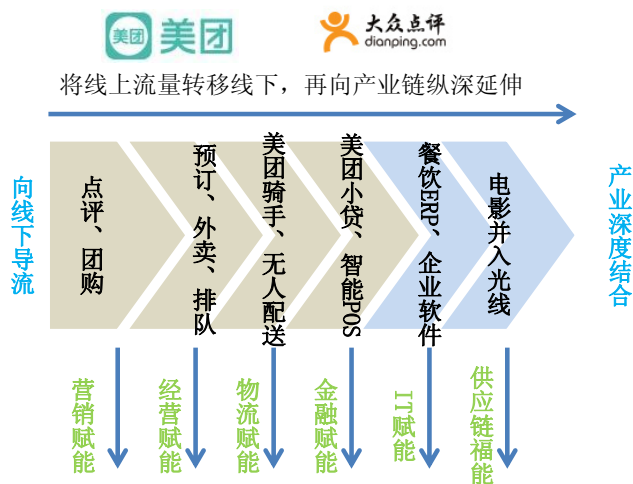 美团
美团
大众点评
dianping.com
将线上流量转移线下，再向产业链纵深延伸
向线下导流
点评、团购
预订、外卖、排队
美团骑手、无人配送
美团小贷、智能POS
餐饮ERP、企业软件
电影并入光线
产业深度结合
营销赋能
经营赋能
物流赋能
金融赋能
IT赋能
供应链福能